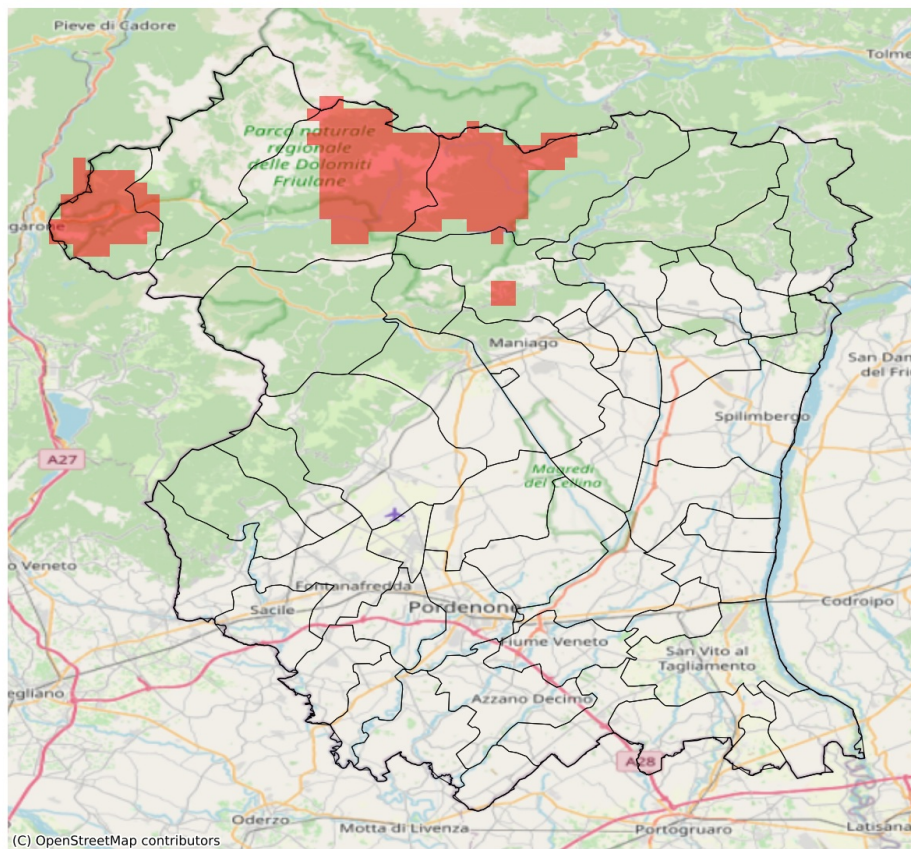 Pieve di Cadore
Tolme
Parco naturale
regionale
delle Dolomiti
Friulane
garone
Maniago
San Dan
del Fri
Spilimbergo
A27
Magredi
del Cellina
o Veneto
Fontanafredda
Sacile
Pordenone
Codroipo
Fiume Veneto
San Vito al
Tagliamento
egliano
Azzano Decimo
A28
Oderzo
Motta di Livenza
Portogruaro
Latisana
(C) OpenStreetMap contributors